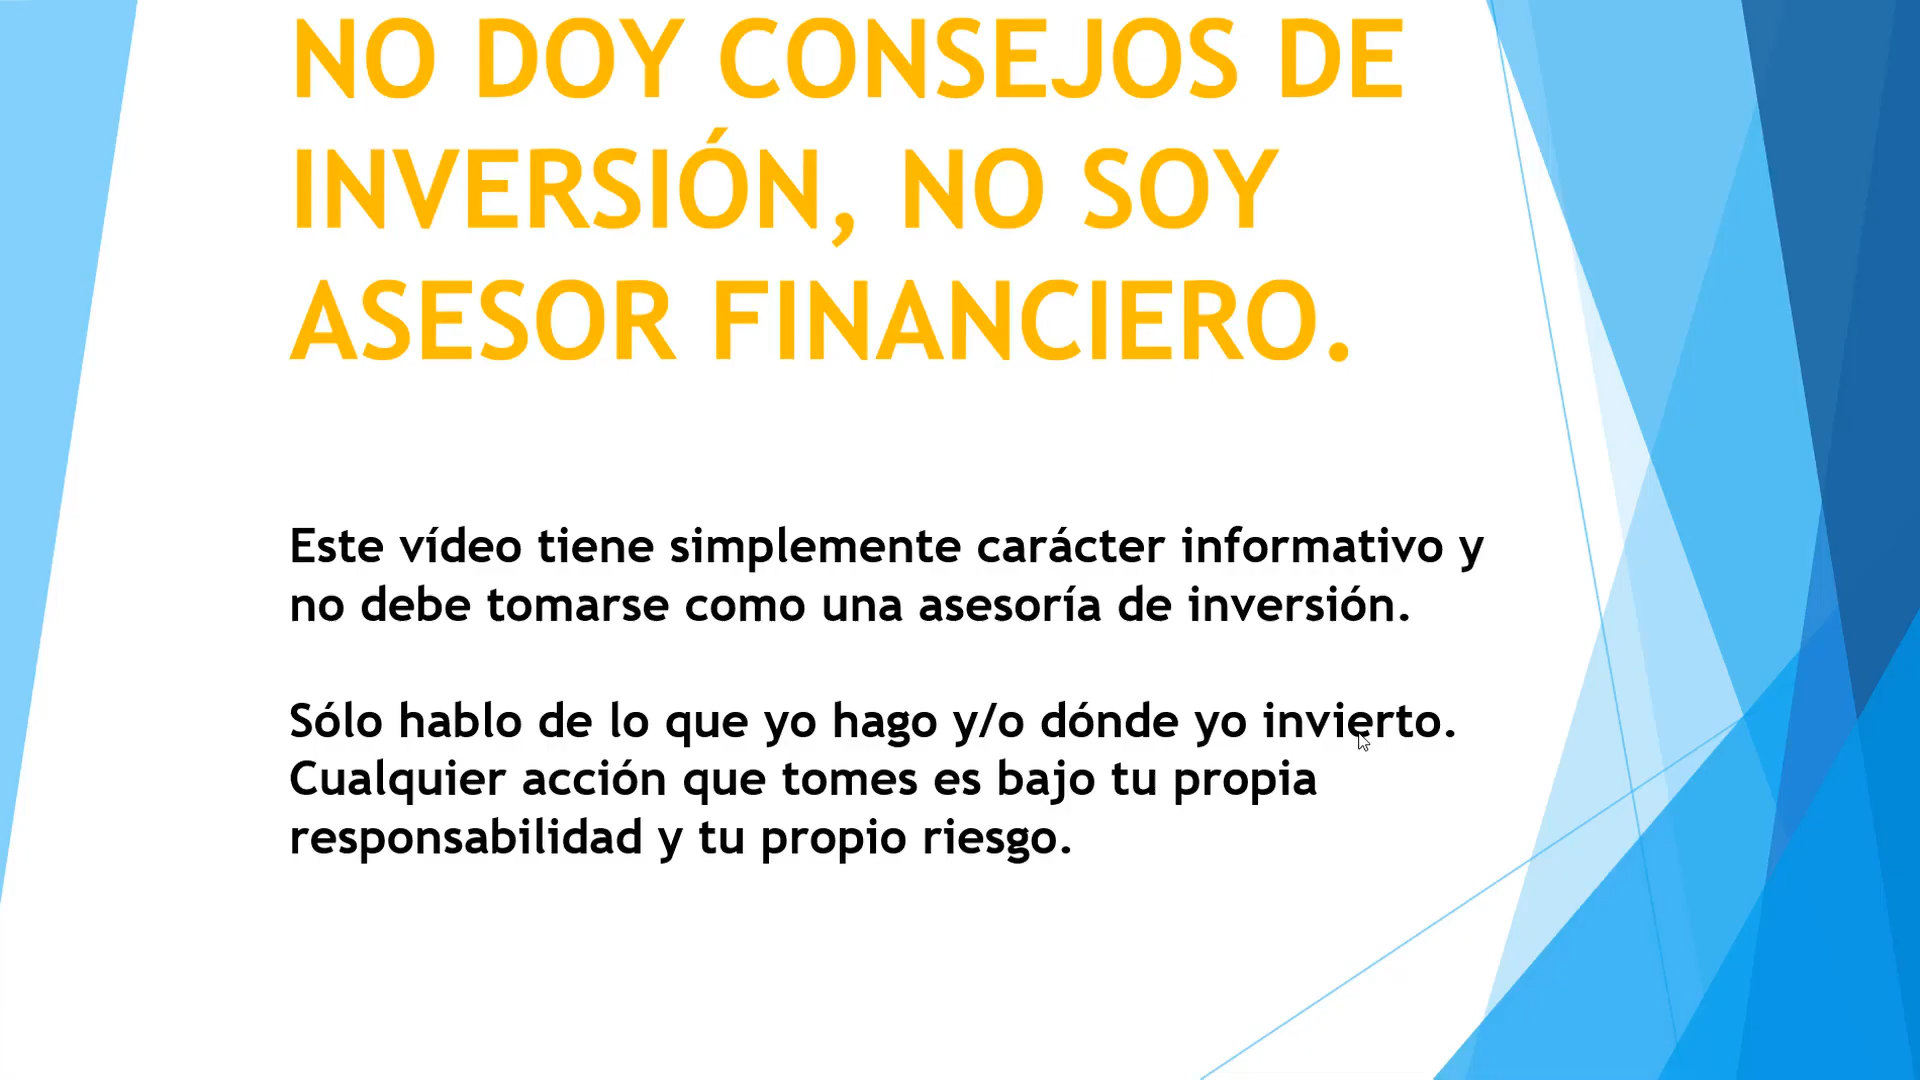 NO DOY CONSEJOS DE
INVERSIÓN, NO SOY
ASESOR FINANCIERO.
Este vídeo tiene simplemente carácter informativo y
no debe tomarse como una asesoría de inversión.
Sólo hablo de lo que yo hago y/o dónde yo invierto.
Cualquier acción que tomes es bajo tu propia
responsabilidad y tu propio riesgo.